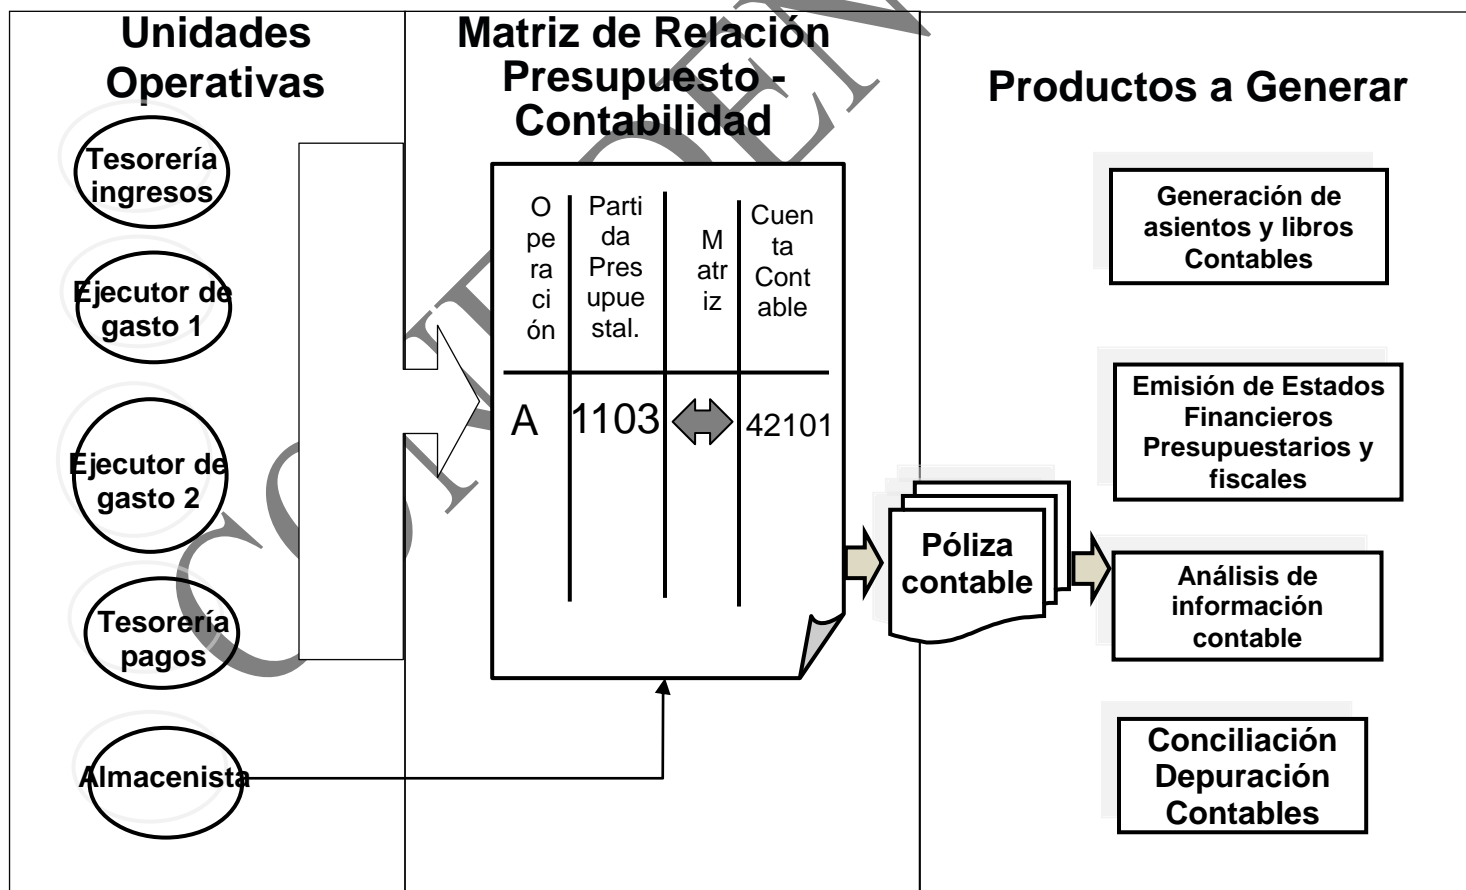 Unidades
Operativas
Tesorería
ingresos
Ejecutor de
gasto 1
Ejecutor de
gasto 2
Tesorería
pagos
Almacenista
Matriz de Relación
Presupuesto -
Contabilidad
O
pe
ra
ci
ón
Parti
da
Pres
upue
stal.
M
atr
iz
Cuen
ta
Cont
able
A 1103 42101
Póliza
contable
Productos a Generar
Generación de
asientos y libros
Contables
Emisión de Estados
Financieros
Presupuestarios y
fiscales
Análisis de
información
contable
Conciliación
Depuración
Contables